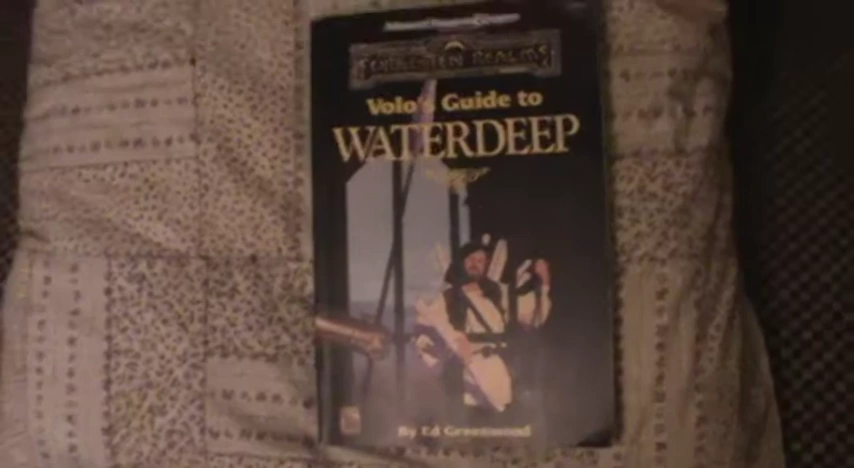 FORGOTTEN REALMS
Volo's Guide to
WATERDEEP
By Ed Greenwood